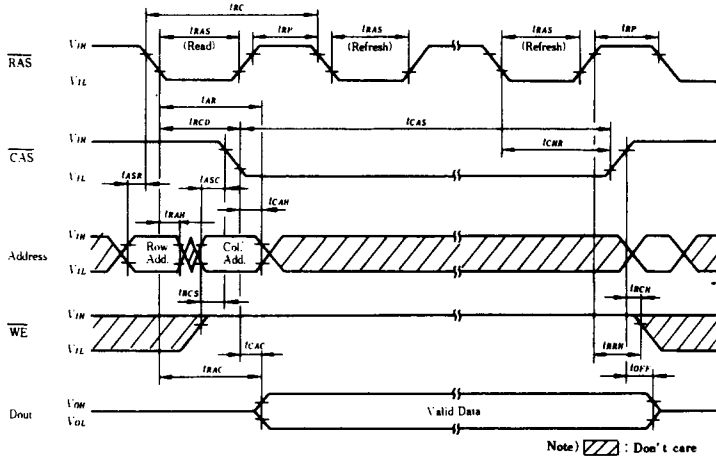 tRC
tRAS
(Read)
tRP
tRAS
(Refresh)
tRAS
(Refresh)
tRP
RAS
VIH
VIL
tAR
tRCD
tCAS
tCHR
CAS
VIH
VIL
tASR
tASC
tCAH
tRAH
Address
VIH
VIL
Row
Add.
Col.
Add.
tRCS
tRCH
WE
VIH
VIL
tCAC
tRRH
tRAC
tOFF
Dout
VOH
VOL
Valid Data
Note) : Don't care